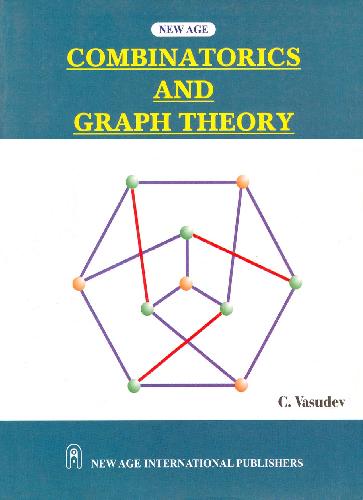 NEW AGE
COMBINATORICS
AND
GRAPH THEORY
C. Vasudev
NEW AGE INTERNATIONAL PUBLISHERS